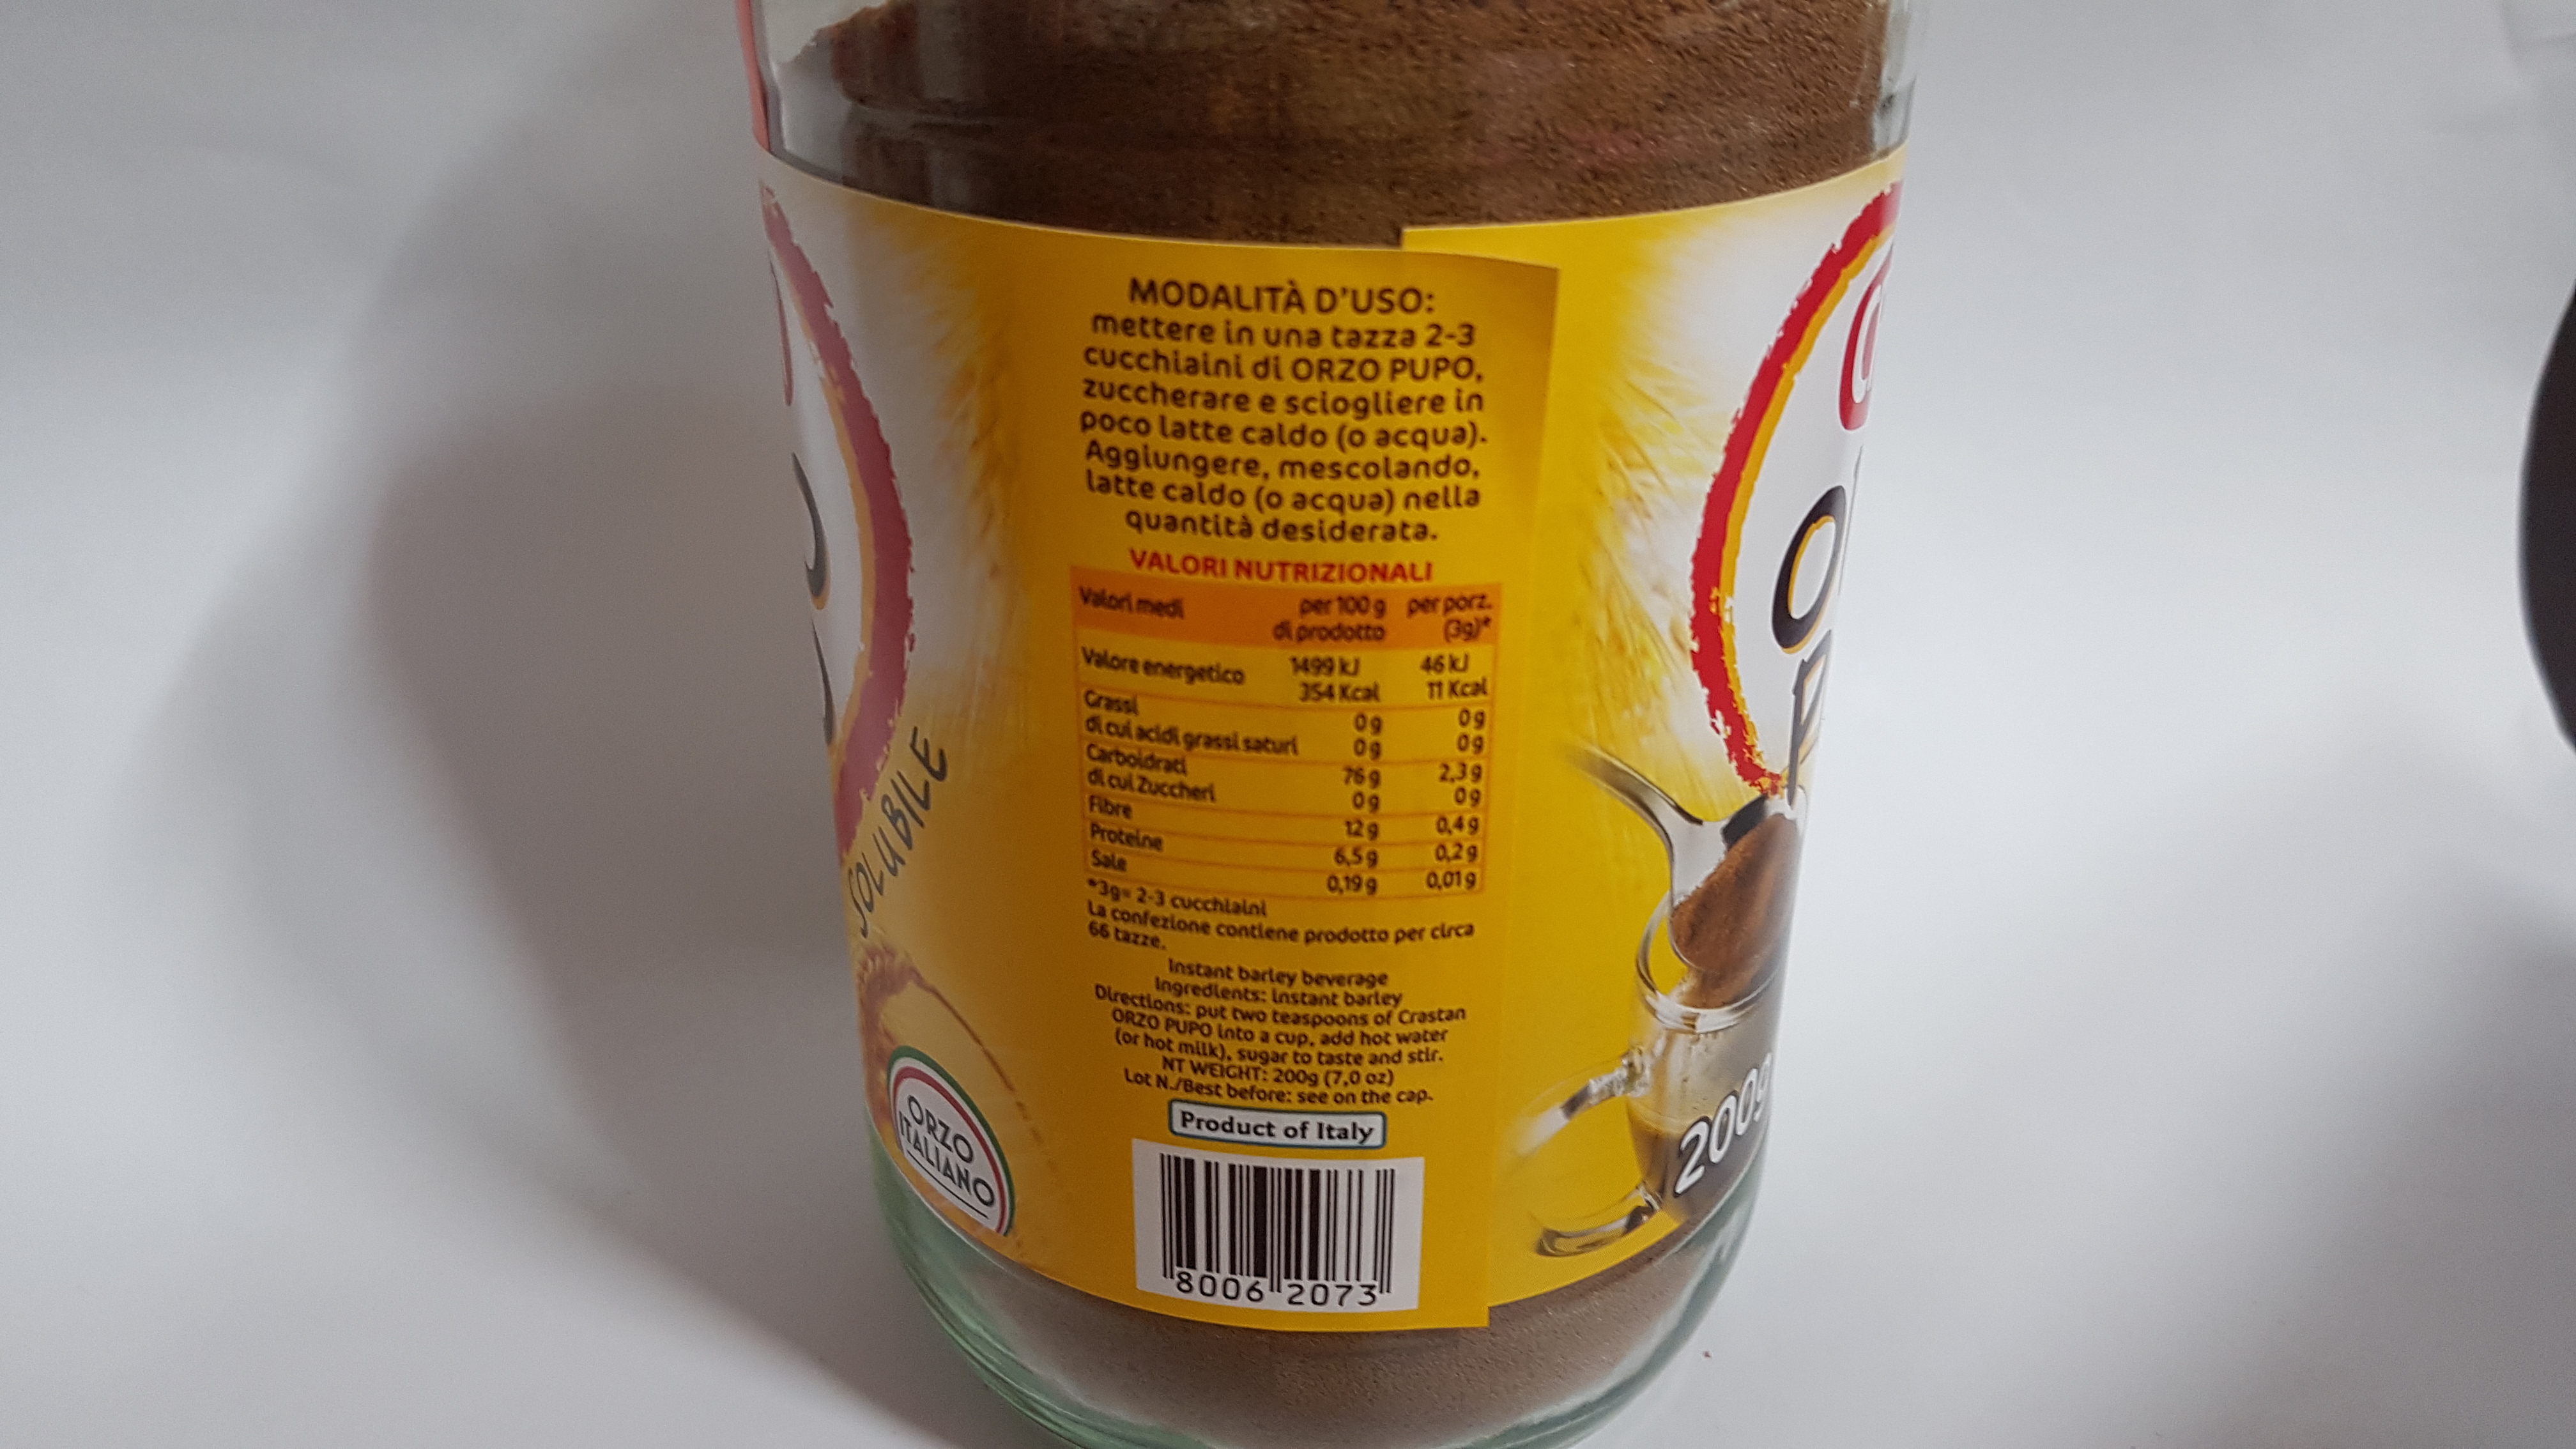 MODALITÀ D'USO:
mettere in una tazza 2-3
cucchiaini di ORZO PUPO,
zuccherare e sciogliere in
poco latte caldo (o acqua).
Aggiungere, mescolando,
latte caldo (o acqua) nella
quantità desiderata.
VALORI NUTRIZIONALI
Valori medi per 100 g per porz.
di prodotto (3g)*
Valore energetico 1499 kJ 46 kJ
354 Kcal 11 Kcal
Grassi 0 g 0 g
di cui acidi grassi saturi 0 g 0 g
Carboidrati 76 g 2,3 g
di cui Zuccheri 0 g 0 g
Fibre 12 g 0,4 g
Proteine 6,5 g 0,2 g
Sale 0,19 g 0,01 g
*3g= 2-3 cucchiaini
La confezione contiene prodotto per circa
66 tazze.
Instant barley beverage
Ingredients: instant barley
Directions: put two teaspoons of Crastan
ORZO PUPO into a cup, add hot water
(or hot milk), sugar to taste and stir.
NT WEIGHT: 200g (7,0 oz)
Lot N./Best before: see on the cap.
Product of Italy
8006 2073
SOLUBILE
ORZO
ITALIANO
200g